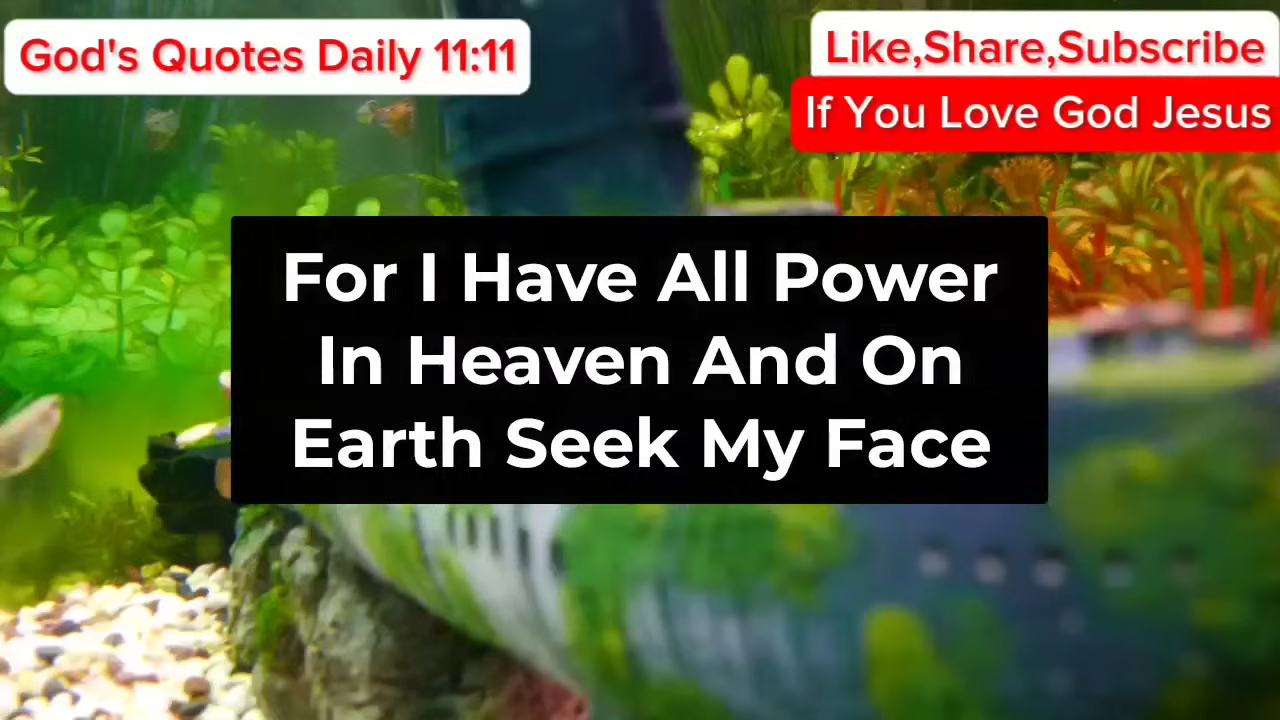 God's Quotes Daily 11:11
Like,Share,Subscribe
If You Love God Jesus
For I Have All Power
In Heaven And On
Earth Seek My Face